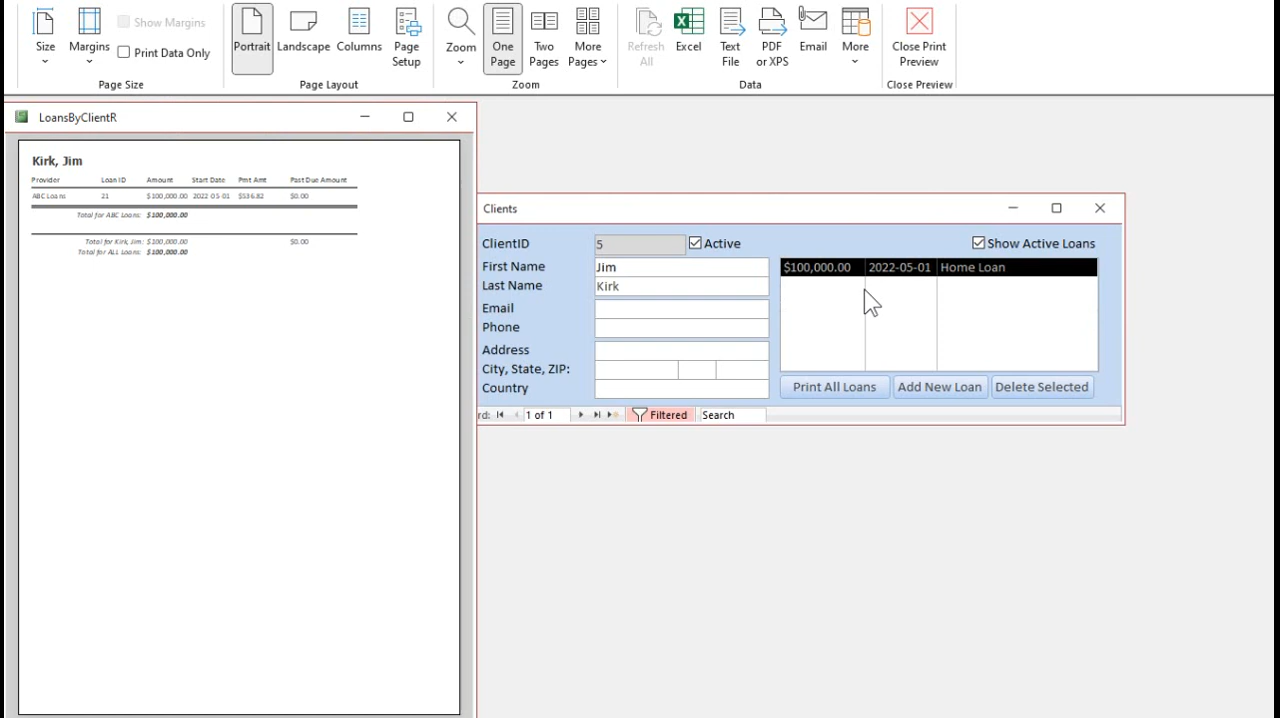 Size
Margins
Show Margins
Print Data Only
Page Size
Portrait
Landscape
Columns
Page
Setup
Page Layout
Zoom
One
Page
Two
Pages
More
Pages
Zoom
Refresh
All
Excel
Text
File
PDF
or XPS
Email
More
Data
Close Print
Preview
Close Preview
LoansByClientR
Kirk, Jim
Provider Loan ID Amount Start Date Pmt Amt Past Due Amount
ABC Loans 21 $100,000.00 2022-05-01 $536.82 $0.00
Total for ABC Loans: $100,000.00
Total for Kirk, Jim: $100,000.00 $0.00
Total for ALL Loans: $100,000.00
Clients
ClientID 5 Active Show Active Loans
First Name Jim
Last Name Kirk
Email
Phone
Address
City, State, ZIP:
Country
$100,000.00 2022-05-01 Home Loan
Print All Loans Add New Loan Delete Selected
rd: 1 of 1 Filtered Search